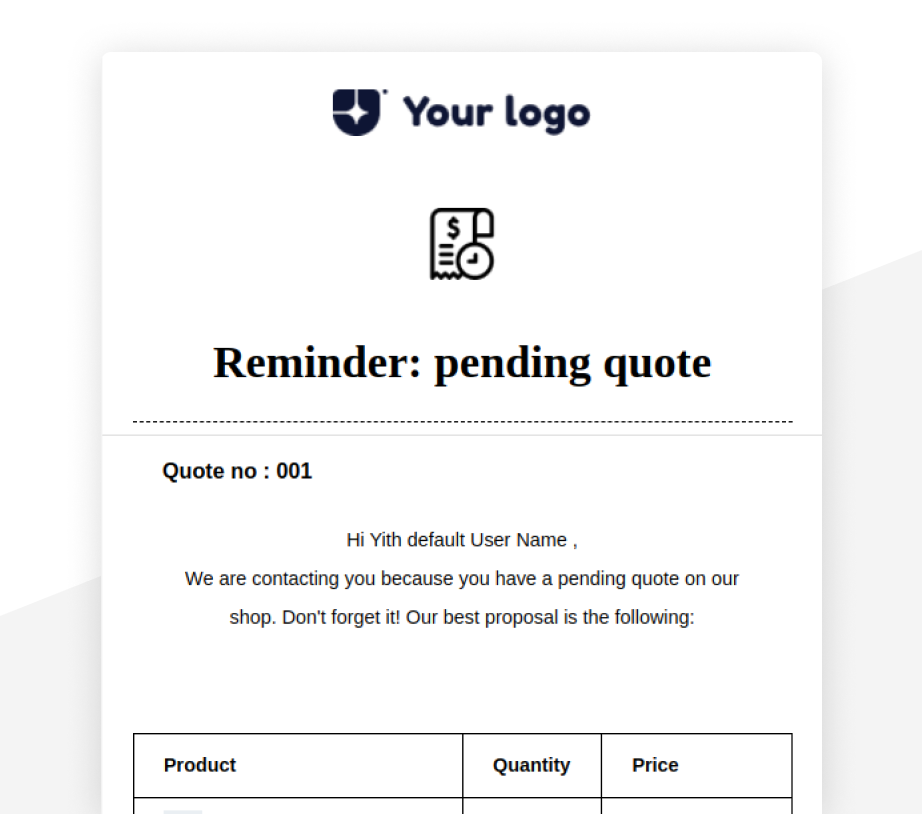 Your logo
$
Reminder: pending quote
Quote no : 001
Hi Yith default User Name ,
We are contacting you because you have a pending quote on our
shop. Don't forget it! Our best proposal is the following:
Product Quantity Price